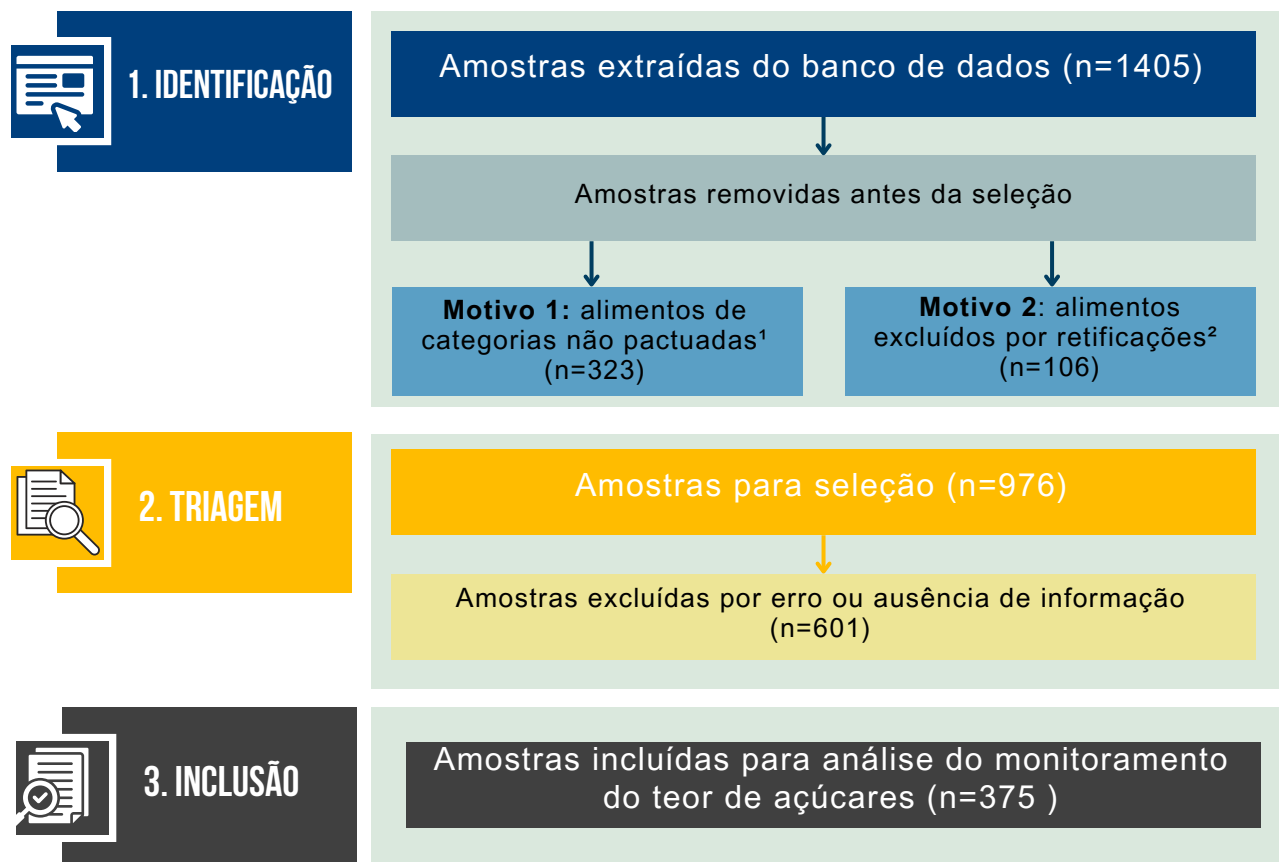 1. IDENTIFICAÇÃO
Amostras extraídas do banco de dados (n=1405)
Amostras removidas antes da seleção
Motivo 1: alimentos de
categorias não pactuadas¹
(n=323)
Motivo 2: alimentos
excluídos por retificações²
(n=106)
2. TRIAGEM
Amostras para seleção (n=976)
Amostras excluídas por erro ou ausência de informação
(n=601)
3. INCLUSÃO
Amostras incluídas para análise do monitoramento
do teor de açúcares (n=375 )